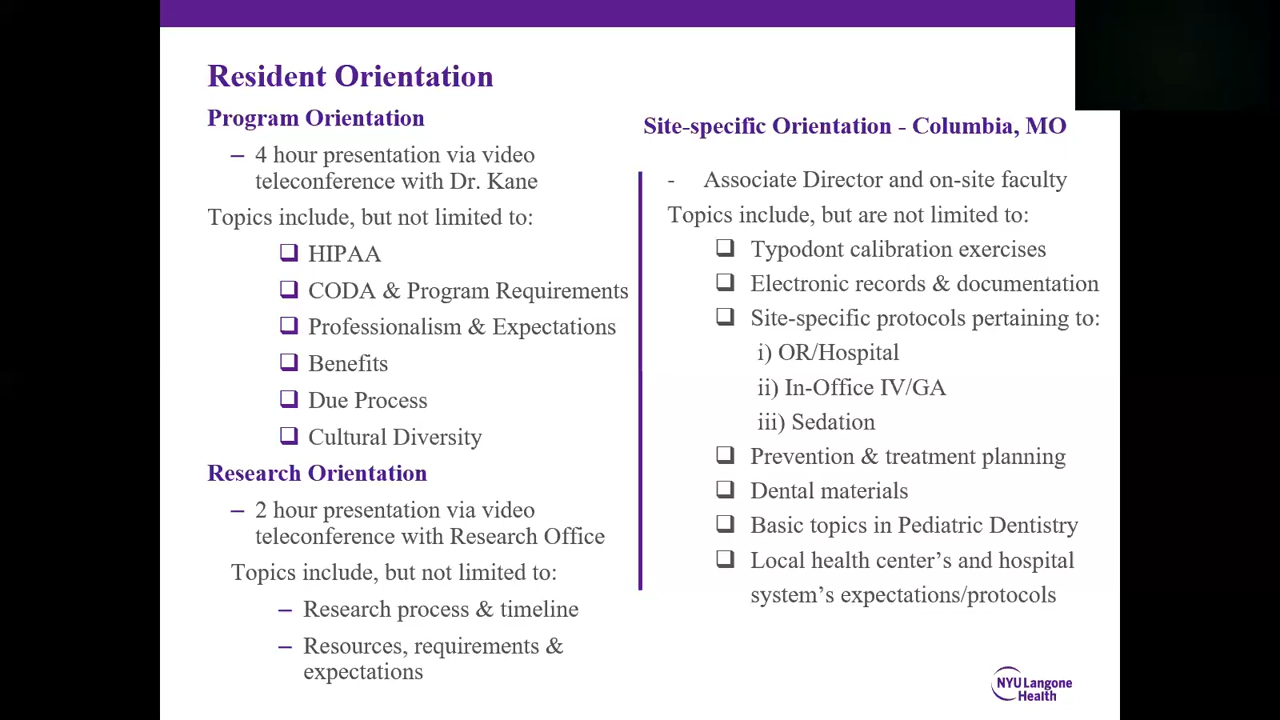 Resident Orientation
Program Orientation
– 4 hour presentation via video
teleconference with Dr. Kane
Topics include, but not limited to:
❑ HIPAA
❑ CODA & Program Requirements
❑ Professionalism & Expectations
❑ Benefits
❑ Due Process
❑ Cultural Diversity
Research Orientation
– 2 hour presentation via video
teleconference with Research Office
Topics include, but not limited to:
– Research process & timeline
– Resources, requirements &
expectations
Site-specific Orientation - Columbia, MO
- Associate Director and on-site faculty
Topics include, but are not limited to:
❑ Typodont calibration exercises
❑ Electronic records & documentation
❑ Site-specific protocols pertaining to:
i) OR/Hospital
ii) In-Office IV/GA
iii) Sedation
❑ Prevention & treatment planning
❑ Dental materials
❑ Basic topics in Pediatric Dentistry
❑ Local health center’s and hospital
system’s expectations/protocols
NYU Langone
Health